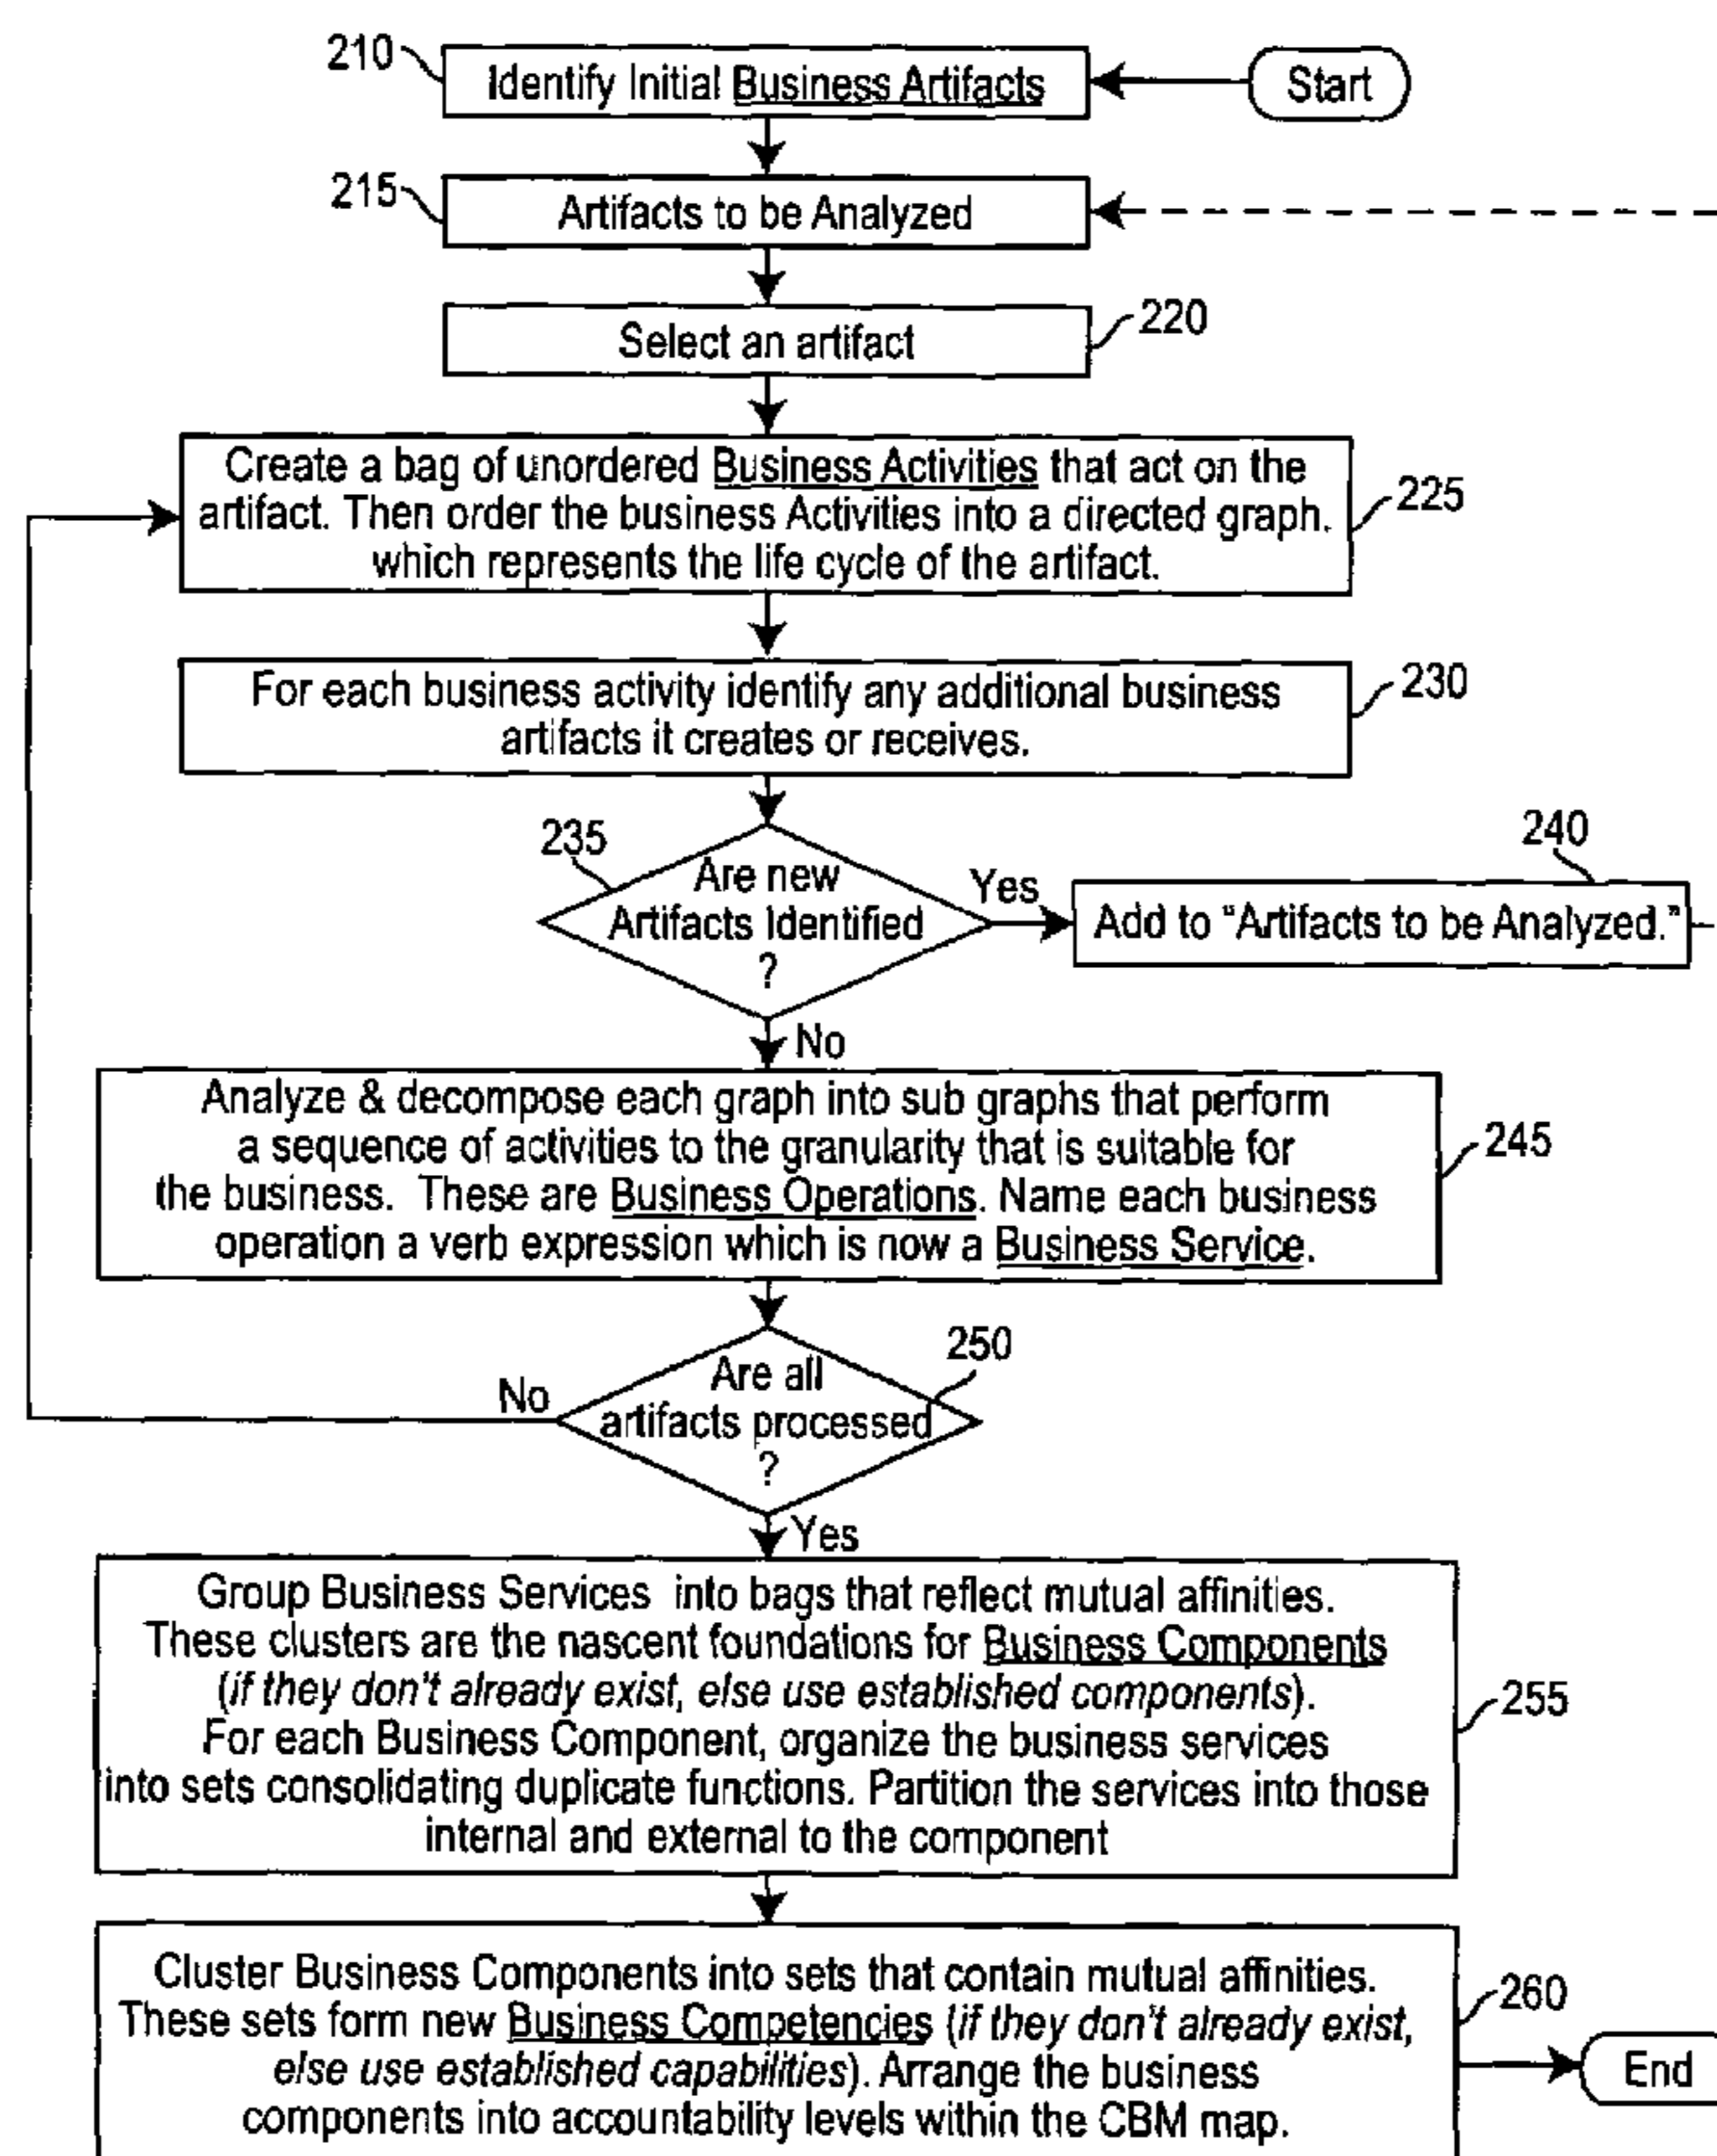 210
Identify Initial Business Artifacts
Start
215
Artifacts to be Analyzed
Select an artifact
220
Create a bag of unordered Business Activities that act on the
artifact. Then order the business Activities into a directed graph.
which represents the life cycle of the artifact.
225
For each business activity identify any additional business
artifacts it creates or receives.
230
235
Are new
Artifacts Identified
?
Yes
240
Add to "Artifacts to be Analyzed."
No
Analyze & decompose each graph into sub graphs that perform
a sequence of activities to the granularity that is suitable for
the business. These are Business Operations. Name each business
operation a verb expression which is now a Business Service.
245
Are all
artifacts processed
?
250
No
Yes
Group Business Services into bags that reflect mutual affinities.
These clusters are the nascent foundations for Business Components
(if they don't already exist, else use established components).
For each Business Component, organize the business services
into sets consolidating duplicate functions. Partition the services into those
internal and external to the component
255
Cluster Business Components into sets that contain mutual affinities.
These sets form new Business Competencies (if they don't already exist,
else use established capabilities). Arrange the business
components into accountability levels within the CBM map.
260
End